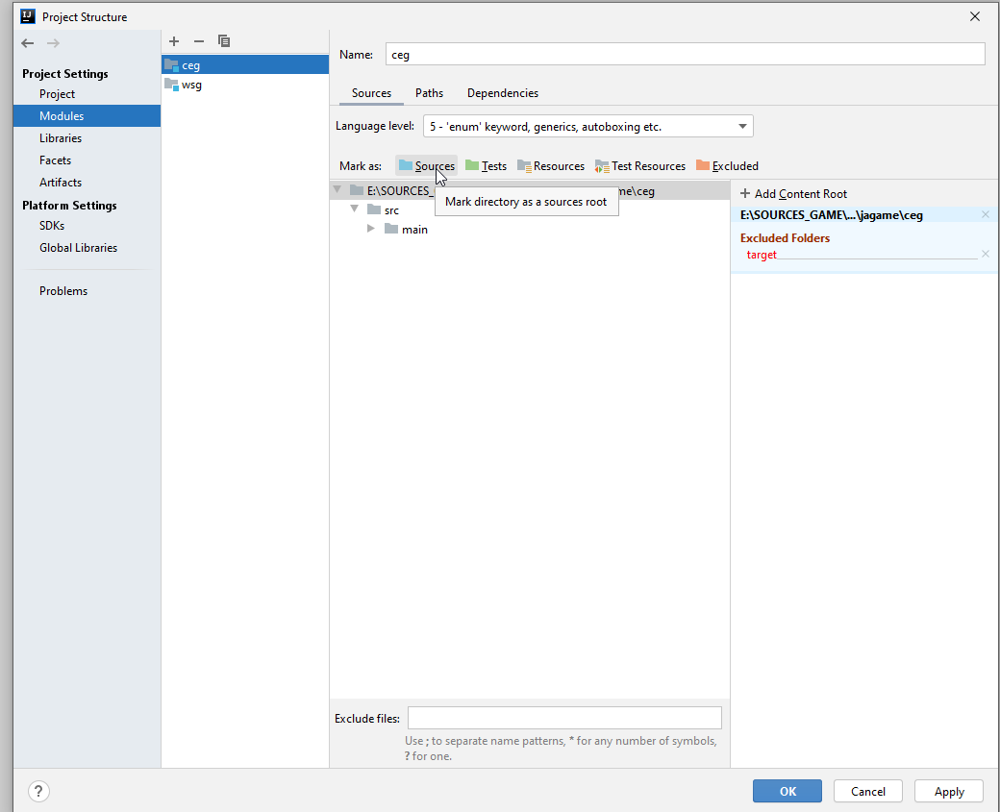 Project Structure
Project Settings
Project
Modules
Libraries
Facets
Artifacts
Platform Settings
SDKs
Global Libraries
Problems
ceg
wsg
Name: ceg
Sources Paths Dependencies
Language level: 5 - 'enum' keyword, generics, autoboxing etc.
Mark as: Sources Tests Resources Test Resources Excluded
E:\SOURCES_ me\ceg
Mark directory as a sources root
src
main
+ Add Content Root
E:\SOURCES_GAME\...\jagame\ceg
Excluded Folders
target
Exclude files:
Use ; to separate name patterns, * for any number of symbols,
? for one.
? OK Cancel Apply